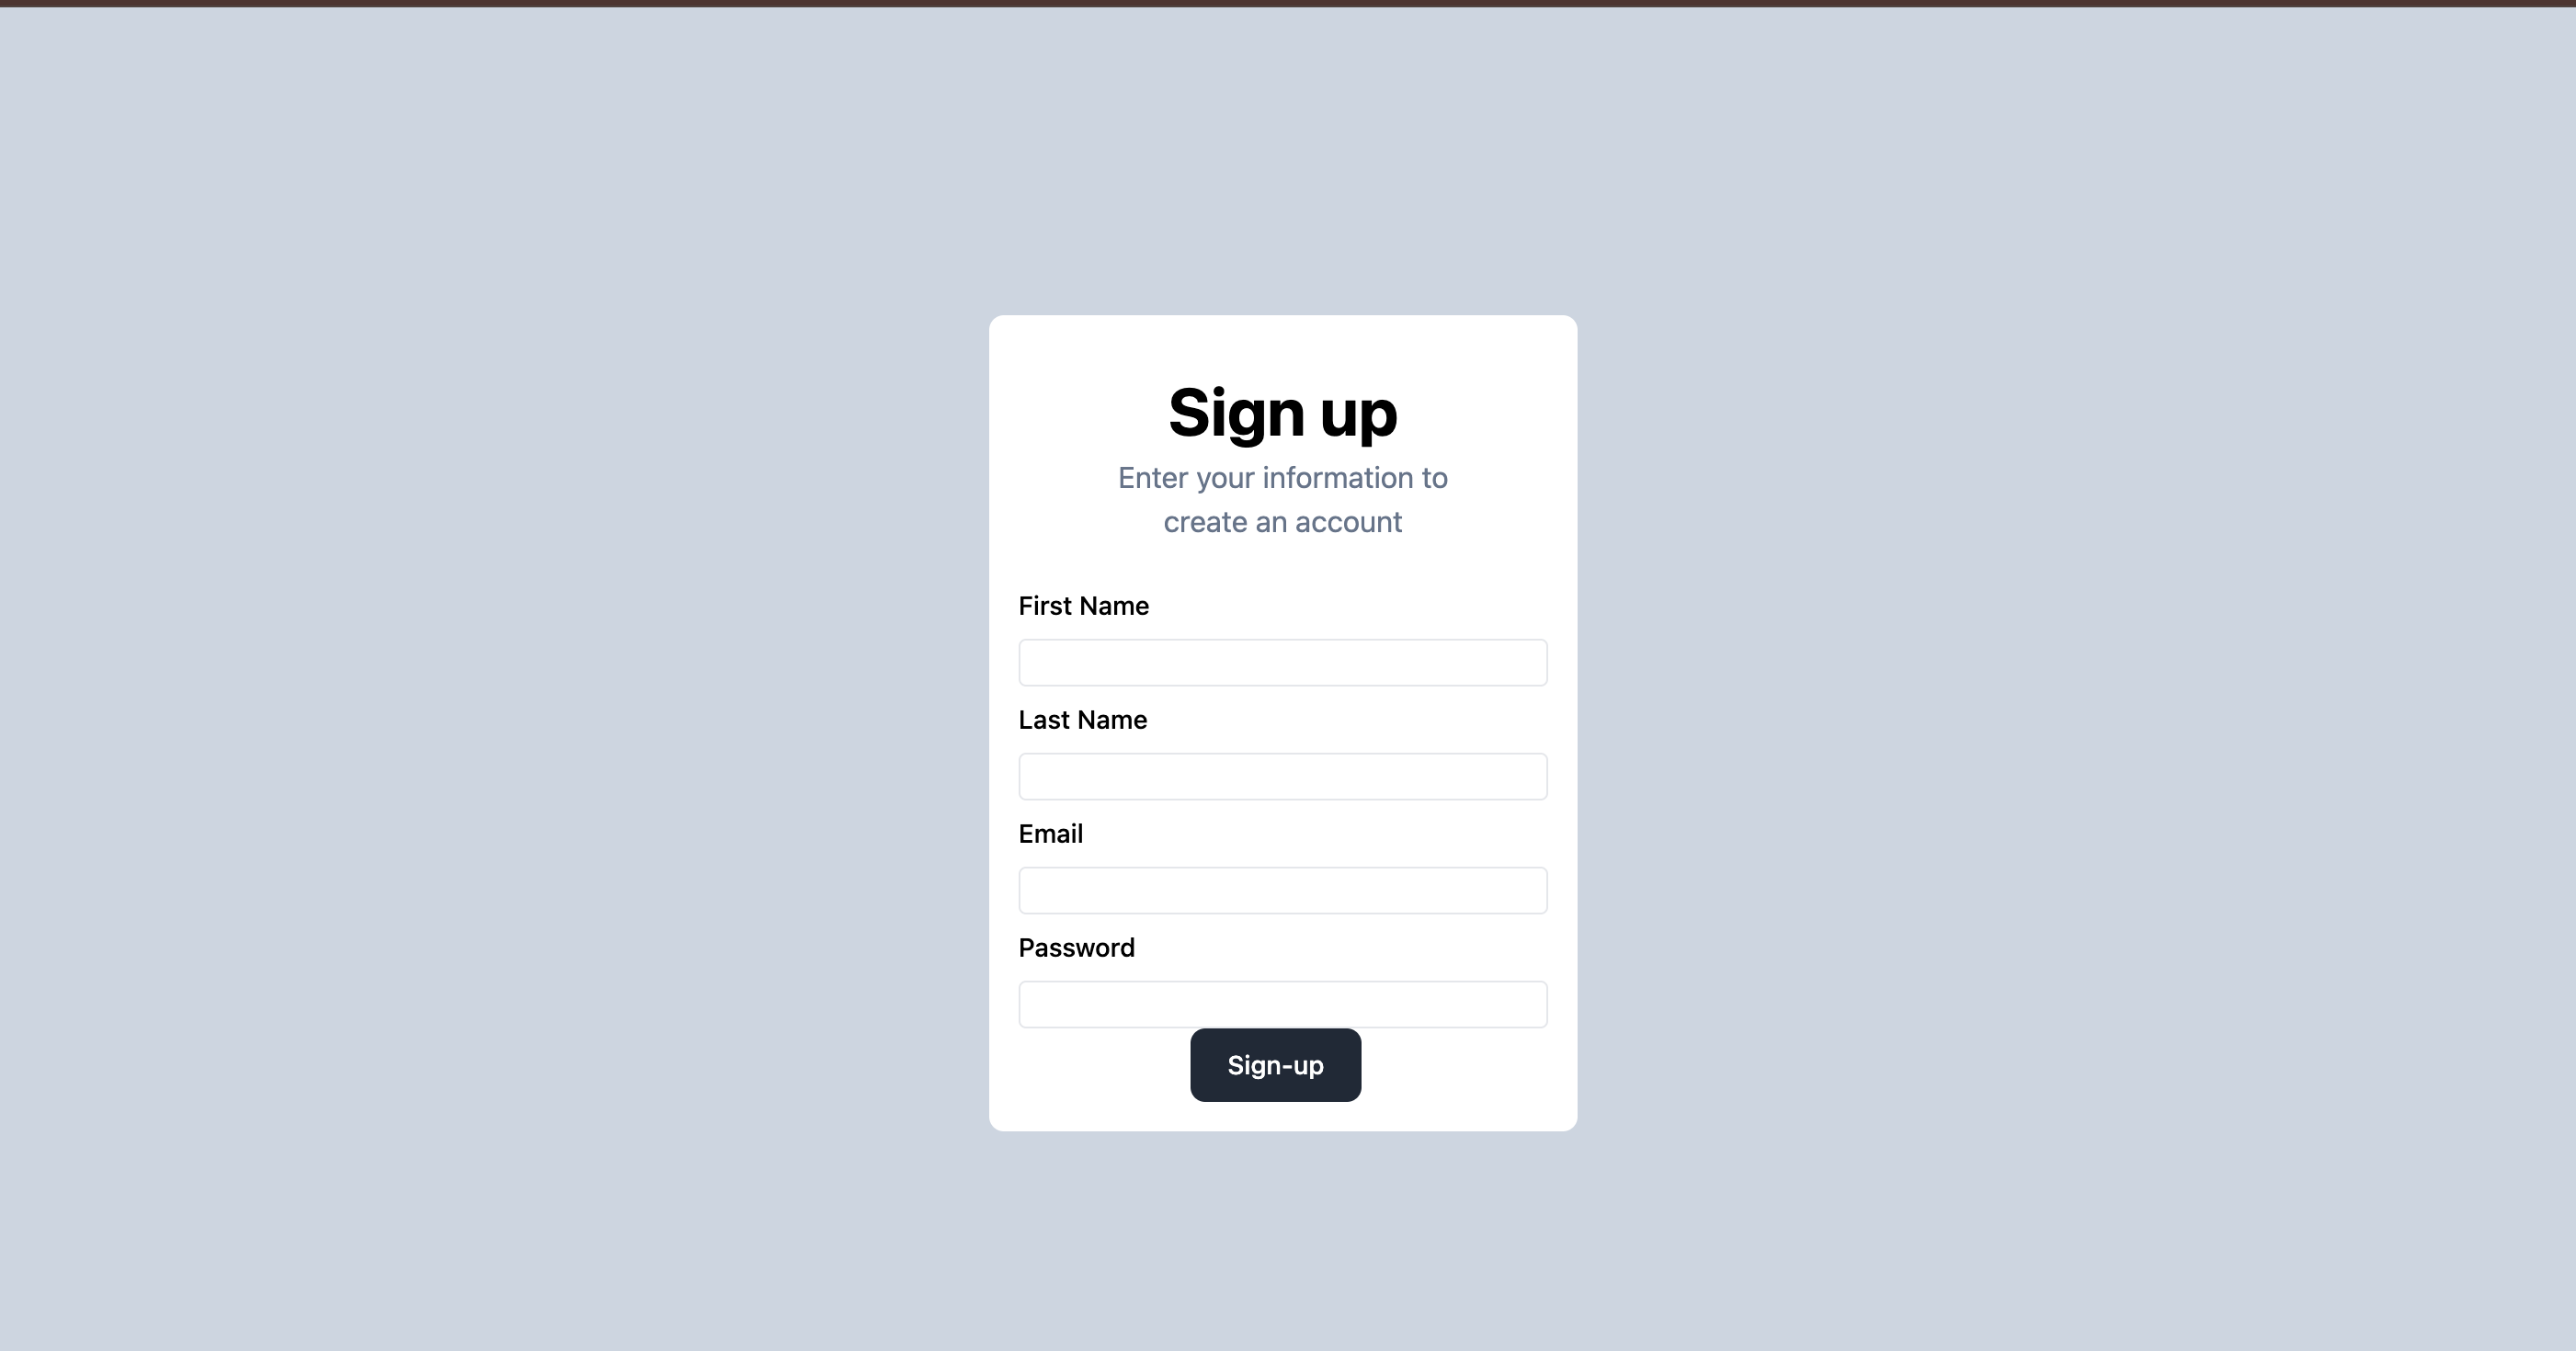 Sign up
Enter your information to
create an account
First Name
Last Name
Email
Password
Sign-up